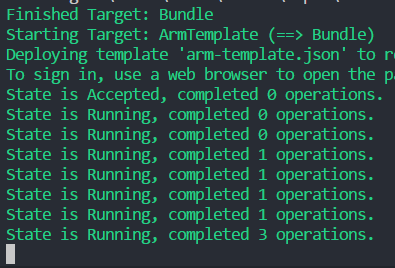 Finished Target: Bundle
Starting Target: ArmTemplate (==> Bundle)
Deploying template 'arm-template.json' to
To sign in, use a web browser to open the
State is Accepted, completed 0 operations.
State is Running, completed 0 operations.
State is Running, completed 0 operations.
State is Running, completed 1 operations.
State is Running, completed 1 operations.
State is Running, completed 1 operations.
State is Running, completed 1 operations.
State is Running, completed 3 operations.